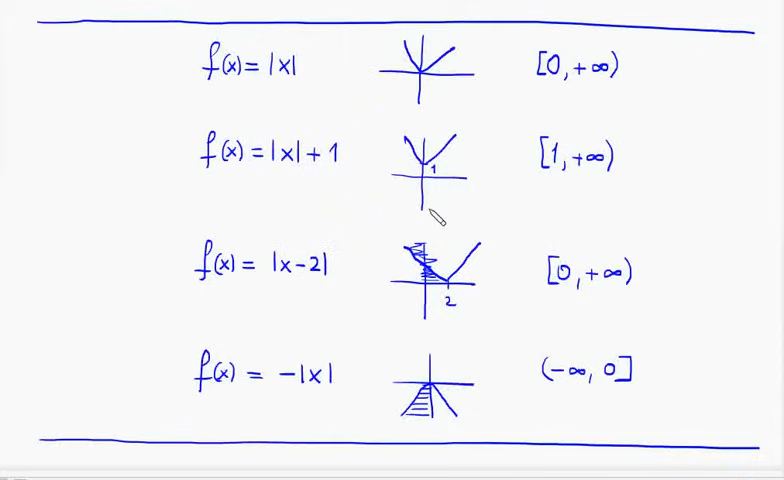 f(x) = |x| [0, +∞)
f(x) = |x| + 1 1 [1, +∞)
f(x) = |x-2| 2 [0, +∞)
f(x) = -|x| (-∞, 0]